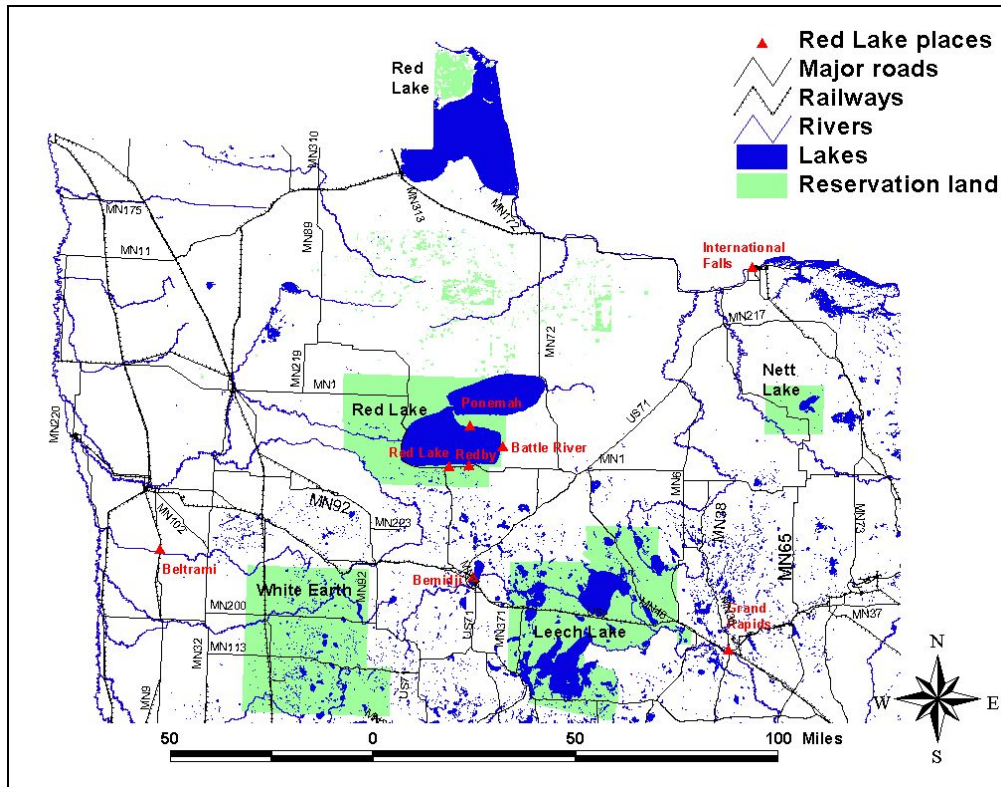 Red Lake places
Major roads
Railways
Rivers
Lakes
Reservation land
Red
Lake
MN310
MN175
MN313
MN172
MN11
MN89
International
Falls
MN217
MN72
MN219
MN1
Nett
Lake
Red Lake
Ponemah
US71
MN220
Red Lake
Redby
Battle River
MN1
MN6
MN92
MN38
MN65
MN73
MN102
MN223
Beltrami
Bemidji
White Earth
MN92
MN200
MN46
Grand
Rapids
MN37
MN32
MN113
US71
MN371
Leech Lake
US71
MN9
N
W
E
S
50
0
50
100 Miles